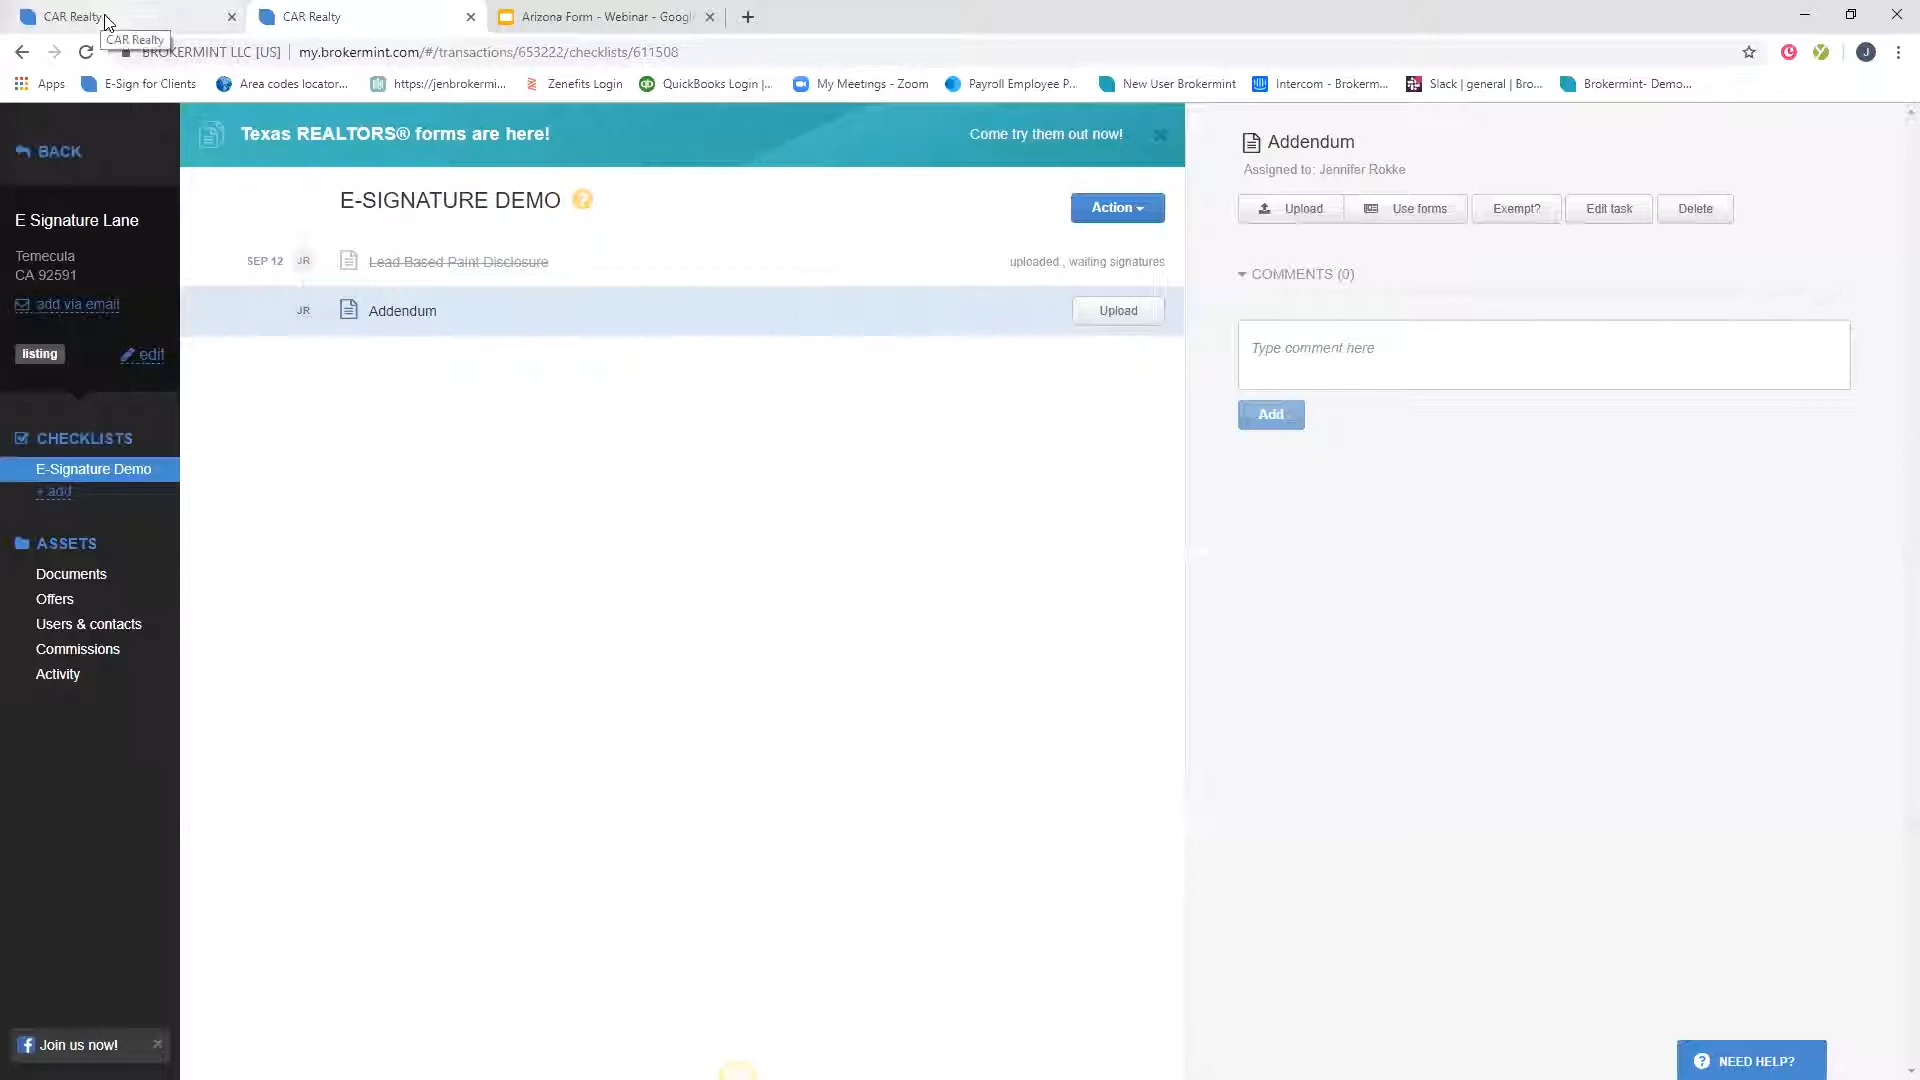 CAR Realty
CAR Realty
Arizona Form - Webinar - Googl
CAR Realty
BROKERMINT LLC [US]
my.brokermint.com/#/transactions/653222/checklists/611508
J
Apps
E-Sign for Clients
Area codes locator...
https://jenbrokermi...
Zenefits Login
QuickBooks Login |...
My Meetings - Zoom
Payroll Employee P...
New User Brokermint
Intercom - Brokerm...
Slack | general | Bro...
Brokermint- Demo...
BACK
Texas REALTORS® forms are here!
Come try them out now!
E Signature Lane
Temecula
CA 92591
add via email
listing
edit
CHECKLISTS
E-Signature Demo
+ add
ASSETS
Documents
Offers
Users & contacts
Commissions
Activity
Join us now!
E-SIGNATURE DEMO
?
Action
SEP 12
JR
Lead Based Paint Disclosure
uploaded , waiting signatures
JR
Addendum
Upload
Addendum
Assigned to: Jennifer Rokke
Upload
Use forms
Exempt?
Edit task
Delete
COMMENTS (0)
Type comment here
Add
? NEED HELP?